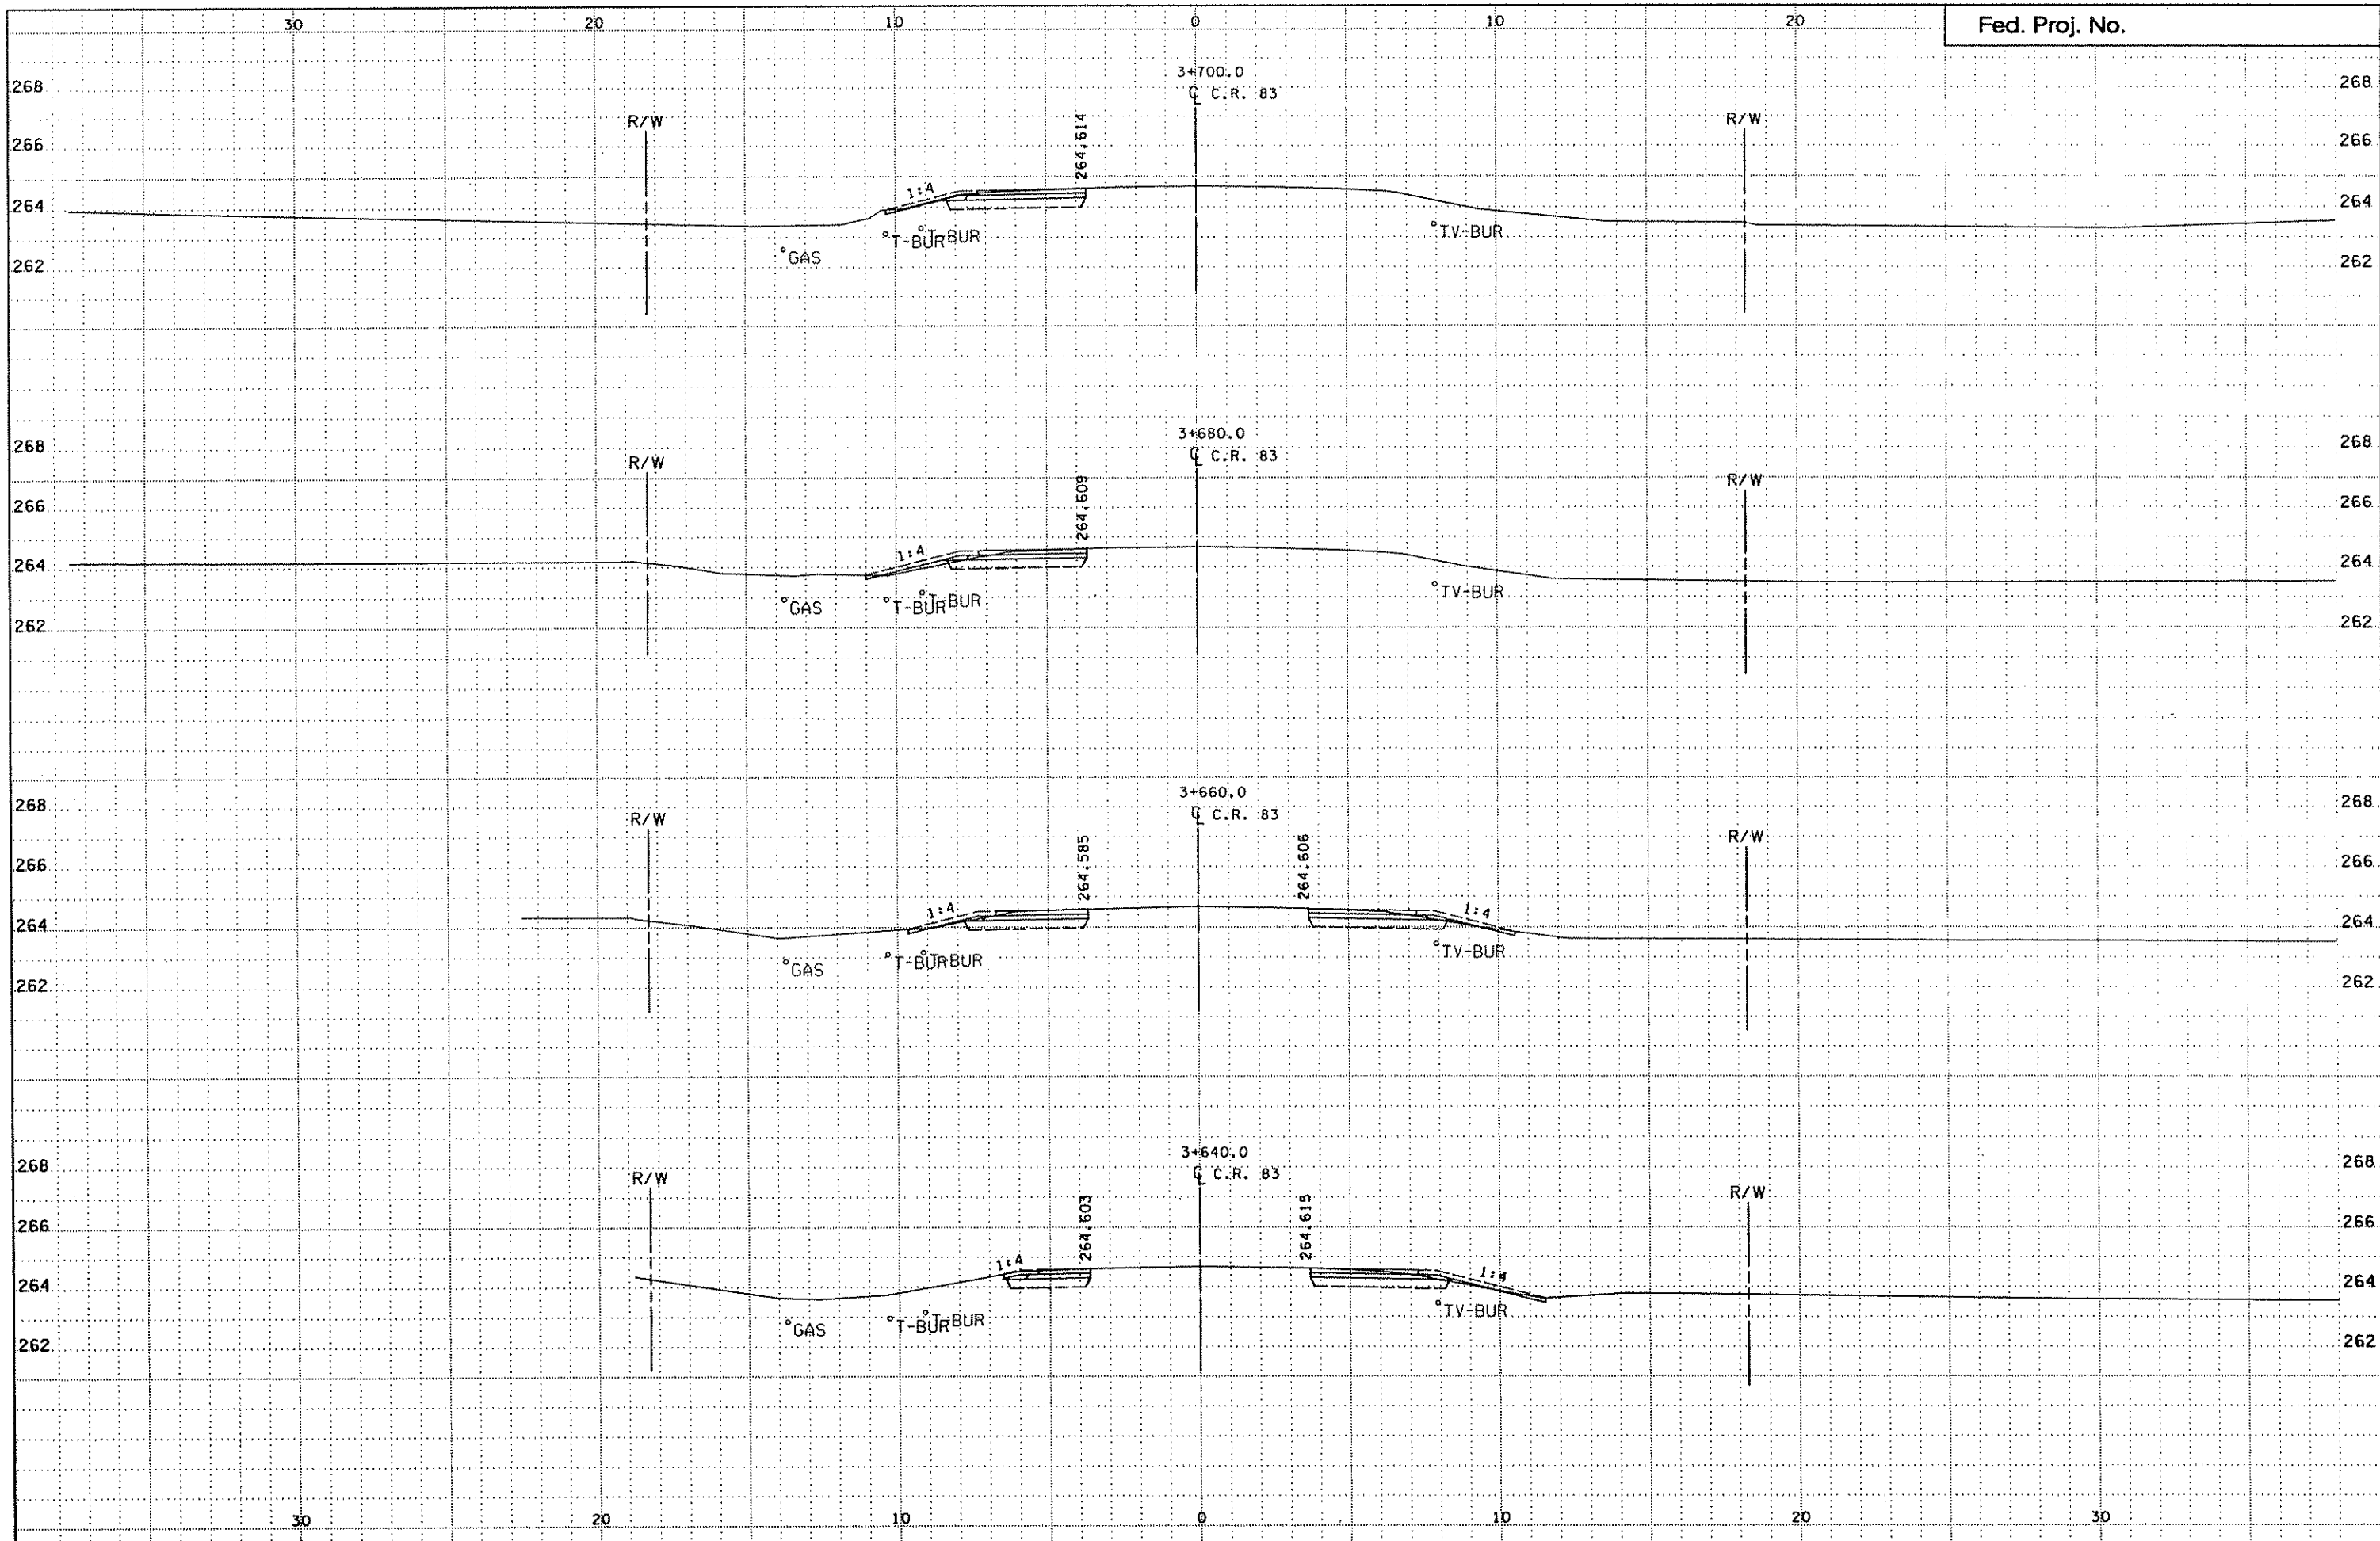 30 20 10 0 10 20
Fed. Proj. No.
3+700.0
℄ C.R. 83
268 268
R/W R/W
266 264.614 266
1:4
264 264
°T-BUR °T-BUR °TV-BUR
°GAS
262 262
3+680.0
℄ C.R. 83
268 268
R/W R/W
266 264.609 266
1:4
264 264
°GAS °T-BUR °T-BUR °TV-BUR
262 262
3+660.0
℄ C.R. 83
268 268
R/W R/W
266 264.585 264.606 266
1:4 1:4
264 264
°GAS °T-BUR °T-BUR °TV-BUR
262 262
3+640.0
℄ C.R. 83
268 268
R/W R/W
266 264.603 264.615 266
1:4 1:4
264 264
°GAS °T-BUR °T-BUR °TV-BUR
262 262
30 20 10 0 10 20 30